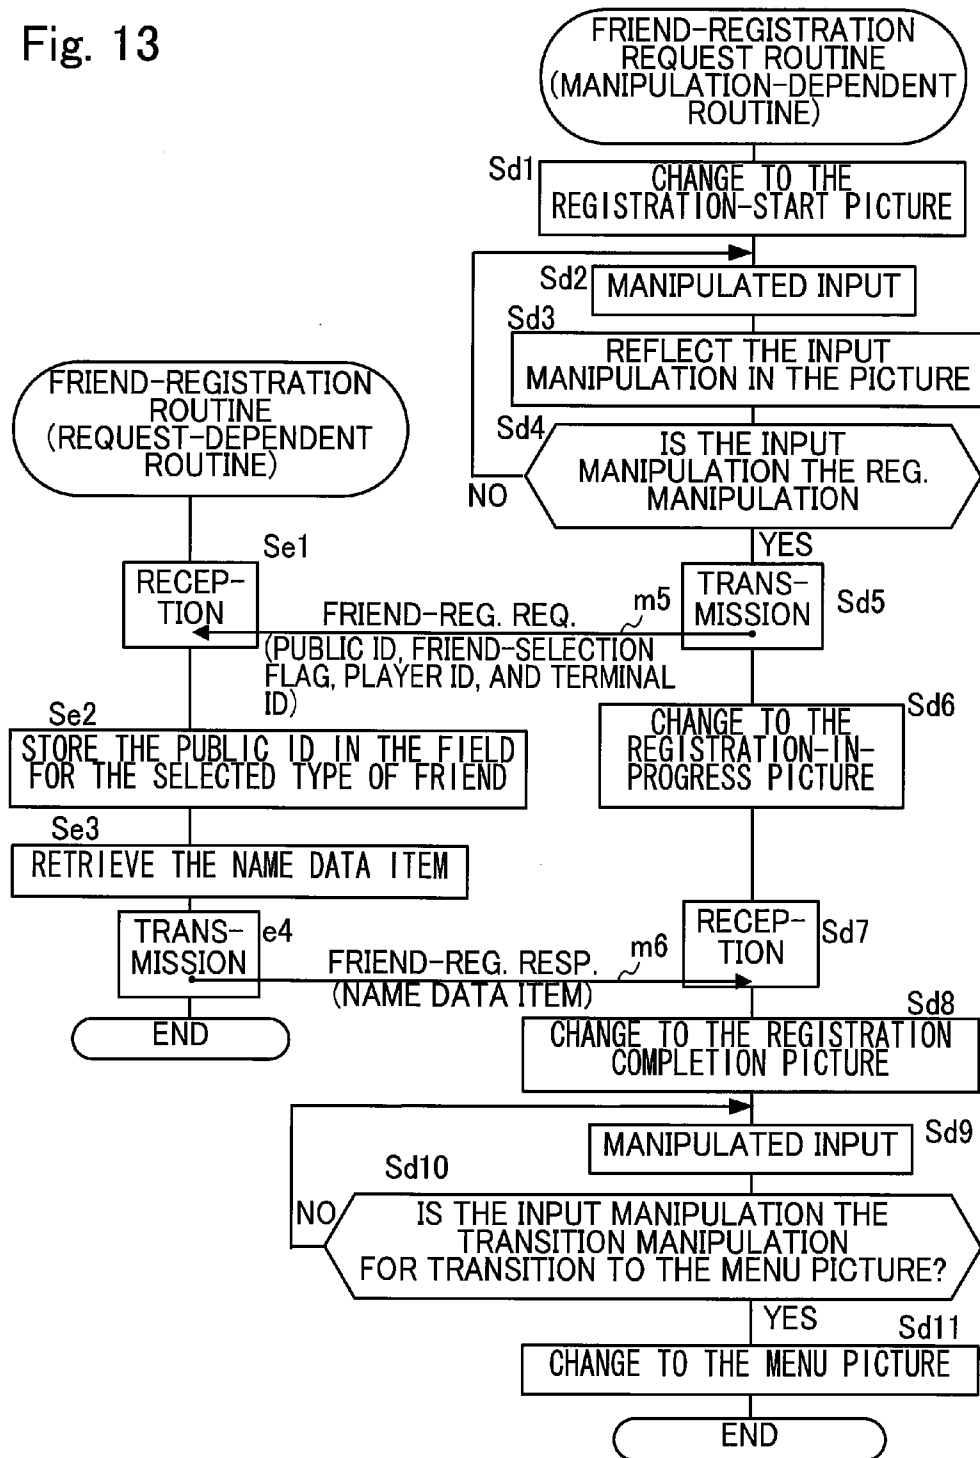 Fig. 13
FRIEND-REGISTRATION
REQUEST ROUTINE
(MANIPULATION-DEPENDENT
ROUTINE)
Sd1
CHANGE TO THE
REGISTRATION-START PICTURE
Sd2
MANIPULATED INPUT
Sd3
REFLECT THE INPUT
MANIPULATION IN THE PICTURE
Sd4
IS THE INPUT
MANIPULATION THE REG.
MANIPULATION
NO
YES
FRIEND-REGISTRATION
ROUTINE
(REQUEST-DEPENDENT
ROUTINE)
Se1
RECEP-
TION
TRANS-
MISSION
Sd5
m5
FRIEND-REG. REQ.
(PUBLIC ID, FRIEND-SELECTION
FLAG, PLAYER ID, AND TERMINAL
ID)
Sd6
CHANGE TO THE
REGISTRATION-IN-
PROGRESS PICTURE
Se2
STORE THE PUBLIC ID IN THE FIELD
FOR THE SELECTED TYPE OF FRIEND
Se3
RETRIEVE THE NAME DATA ITEM
TRANS-
MISSION
e4
RECEP-
TION
Sd7
m6
FRIEND-REG. RESP.
(NAME DATA ITEM)
END
Sd8
CHANGE TO THE REGISTRATION
COMPLETION PICTURE
Sd9
MANIPULATED INPUT
Sd10
IS THE INPUT MANIPULATION THE
TRANSITION MANIPULATION
FOR TRANSITION TO THE MENU PICTURE?
NO
YES
Sd11
CHANGE TO THE MENU PICTURE
END